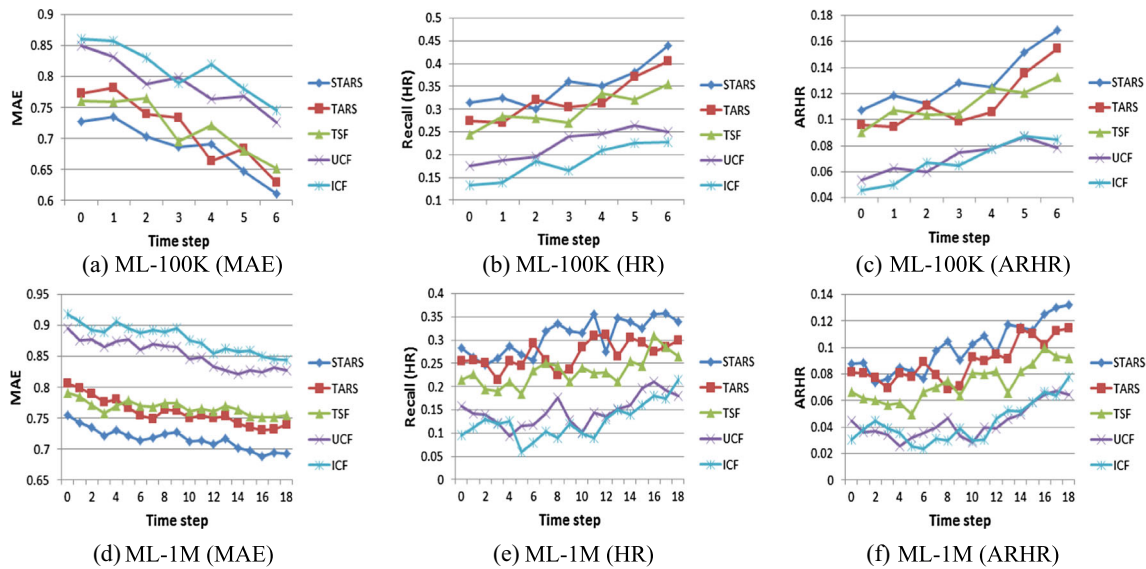 MAE
0.9
0.85
0.8
0.75
0.7
0.65
0.6
0 1 2 3 4 5 6
Time step
STARS
TARS
TSF
UCF
ICF
(a) ML-100K (MAE)
Recall (HR)
0.5
0.45
0.4
0.35
0.3
0.25
0.2
0.15
0.1
0 1 2 3 4 5 6
Time step
STARS
TARS
TSF
UCF
ICF
(b) ML-100K (HR)
ARHR
0.18
0.16
0.14
0.12
0.1
0.08
0.06
0.04
0 1 2 3 4 5 6
Time step
STARS
TARS
TSF
UCF
ICF
(c) ML-100K (ARHR)
MAE
0.95
0.9
0.85
0.8
0.75
0.7
0.65
0 2 4 6 8 10 12 14 16 18
Time step
STARS
TARS
TSF
UCF
ICF
(d) ML-1M (MAE)
Recall (HR)
0.4
0.35
0.3
0.25
0.2
0.15
0.1
0.05
0
0 2 4 6 8 10 12 14 16 18
Time step
STARS
TARS
TSF
UCF
ICF
(e) ML-1M (HR)
ARHR
0.14
0.12
0.1
0.08
0.06
0.04
0.02
0
0 2 4 6 8 10 12 14 16 18
Time step
STARS
TARS
TSF
UCF
ICF
(f) ML-1M (ARHR)